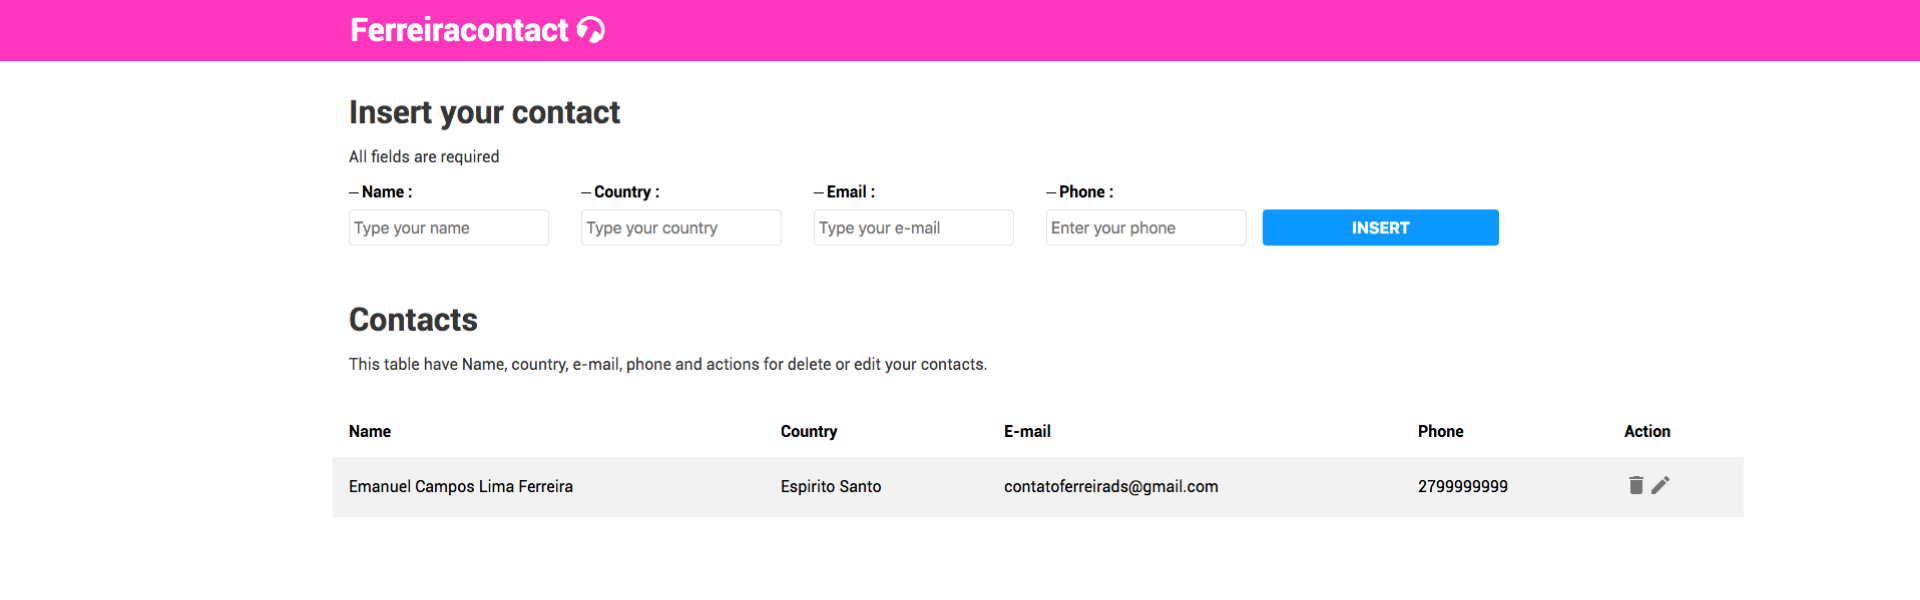 Ferreiracontact
Insert your contact
All fields are required
— Name : — Country : — Email : — Phone :
Type your name Type your country Type your e-mail Enter your phone INSERT
Contacts
This table have Name, country, e-mail, phone and actions for delete or edit your contacts.
Name Country E-mail Phone Action
Emanuel Campos Lima Ferreira Espirito Santo contatoferreirads@gmail.com 2799999999